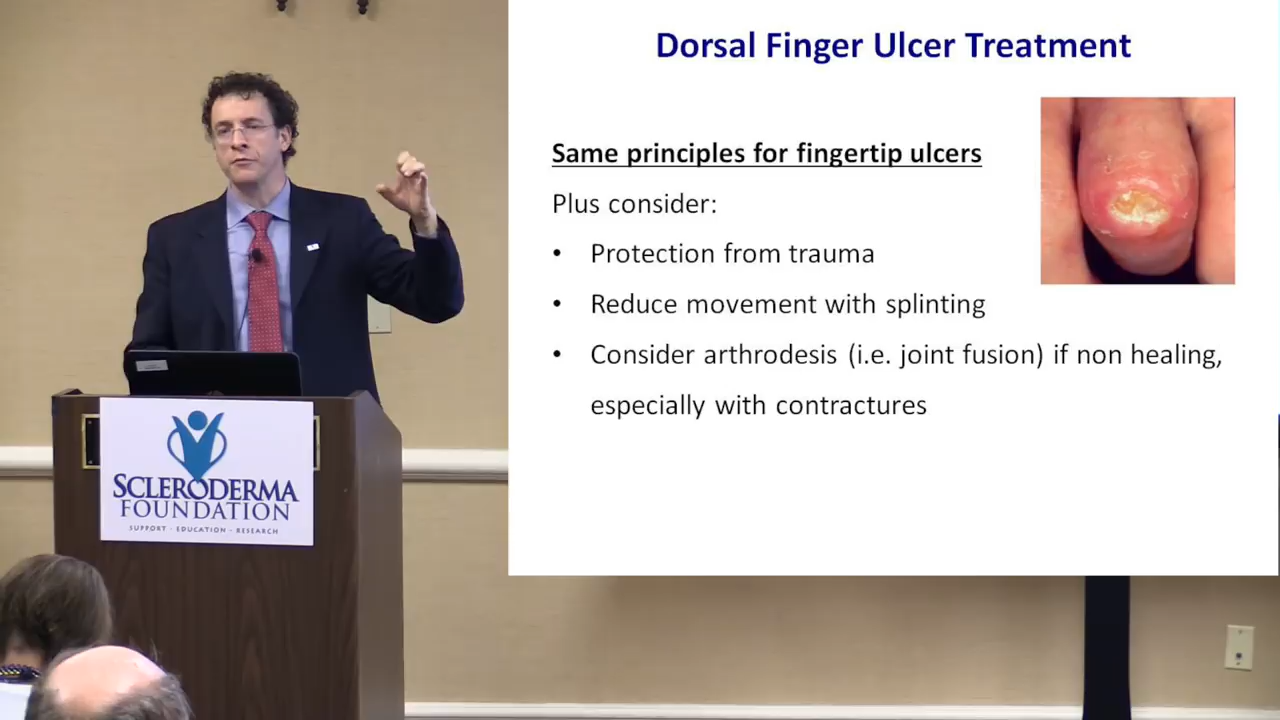 Dorsal Finger Ulcer Treatment
Same principles for fingertip ulcers
Plus consider:
• Protection from trauma
• Reduce movement with splinting
• Consider arthrodesis (i.e. joint fusion) if non healing,
especially with contractures
SCLERODERMA
FOUNDATION
SUPPORT - EDUCATION - RESEARCH